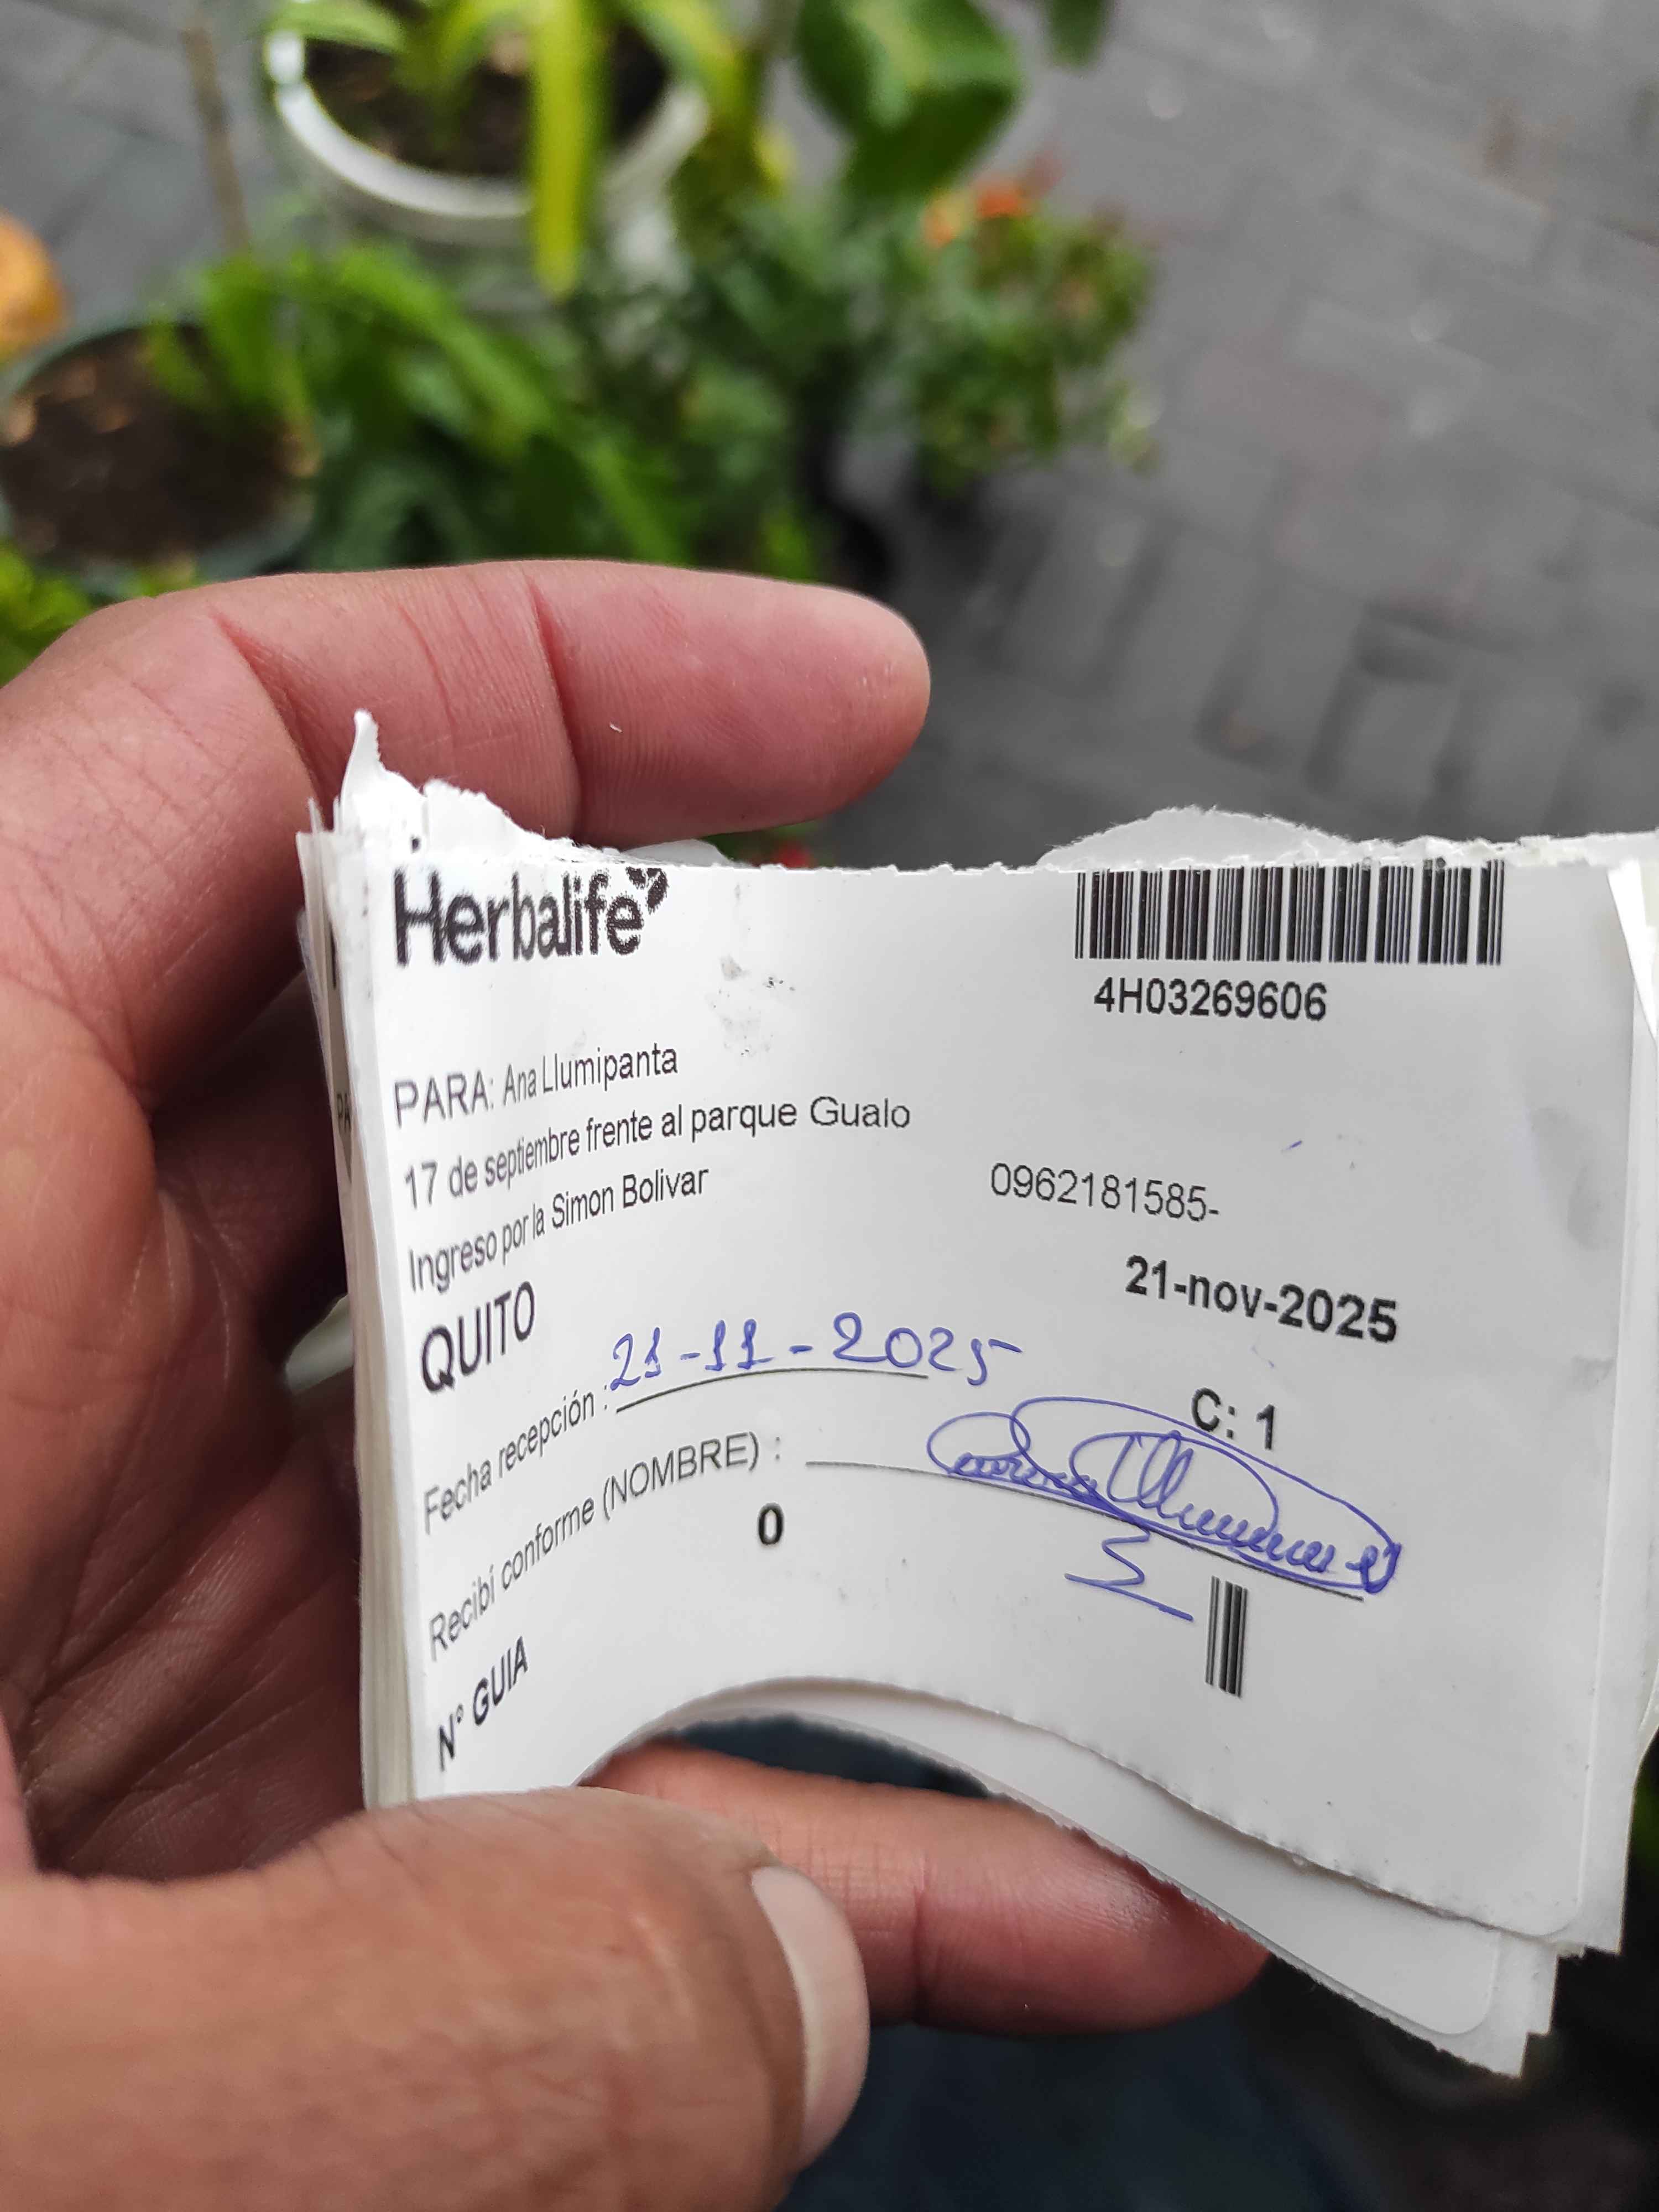 Herbalife
4H03269606
PARA: Ana Llumipanta
17 de septiembre frente al parque Gualo
Ingreso por la Simon Bolivar
0962181585-
QUITO
21-nov-2025
Fecha recepción : 21-11-2025
C: 1
Recibí conforme (NOMBRE) :
N° GUIA 0
PA